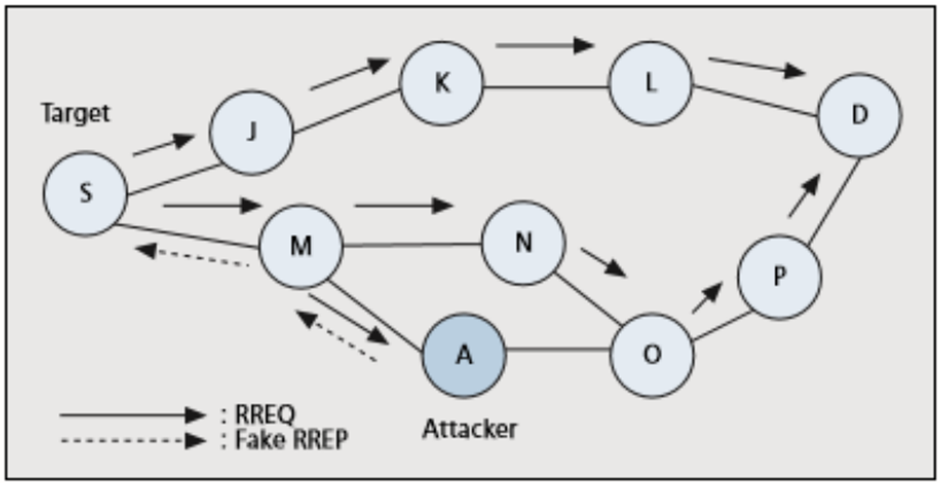 Target
S
J
K
L
D
M
N
A
O
P
Attacker
: RREQ
: Fake RREP